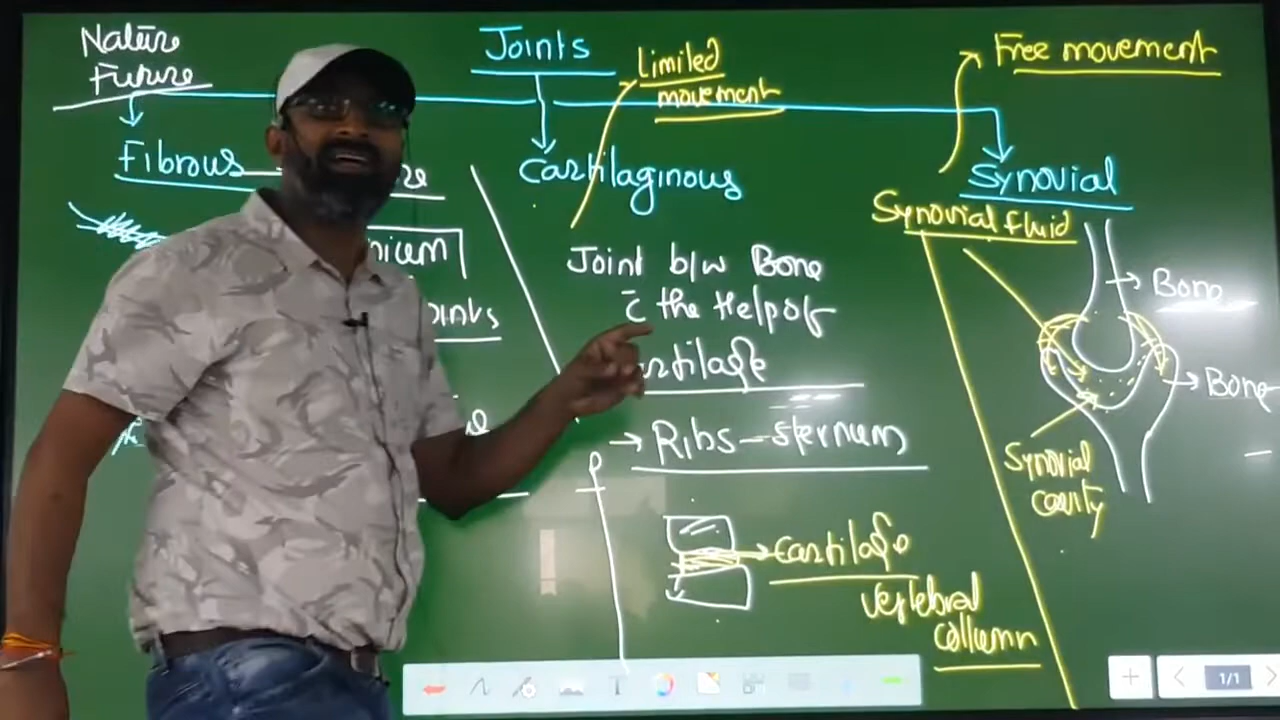 Nature
Future
Joints
Limited
movement
Free movement
Fibrous
Cartilaginous
Synovial
Synovial fluid
Joint b/w Bone
c̄ the Help of
Bone
Bone
Ribs - sternum
Synovial
cavity
Cartilage
Vertebral
collumn
1/1